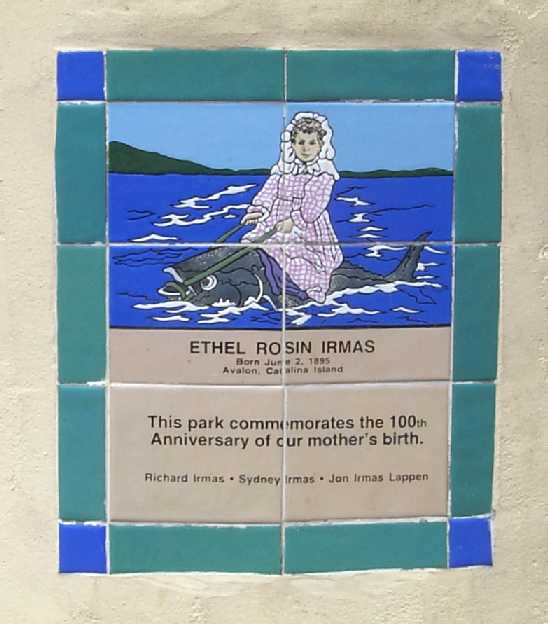 ETHEL ROSIN IRMAS
Born June 2, 1895
Avalon, Catalina Island
This park commemorates the 100th
Anniversary of our mother's birth.
Richard Irmas • Sydney Irmas • Jon Irmas Lappen